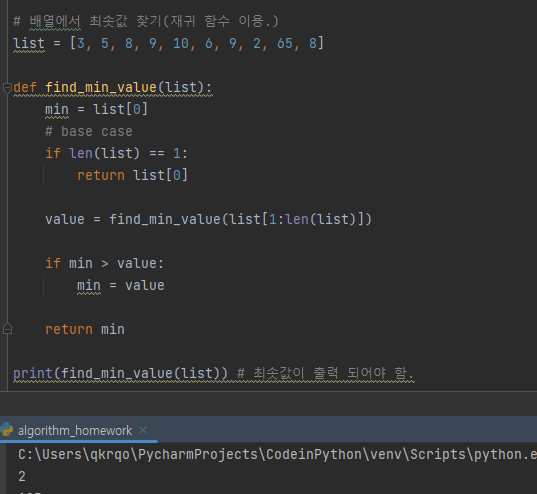 # 배열에서 최솟값 찾기(재귀 함수 이용.)
list = [3, 5, 8, 9, 10, 6, 9, 2, 65, 8]
def find_min_value(list):
min = list[0]
# base case
if len(list) == 1:
return list[0]
value = find_min_value(list[1:len(list)])
if min > value:
min = value
return min
print(find_min_value(list)) # 최솟값이 출력 되어야 함.
algorithm_homework
C:\Users\qkrqo\PycharmProjects\CodeinPython\venv\Scripts\python.e
2